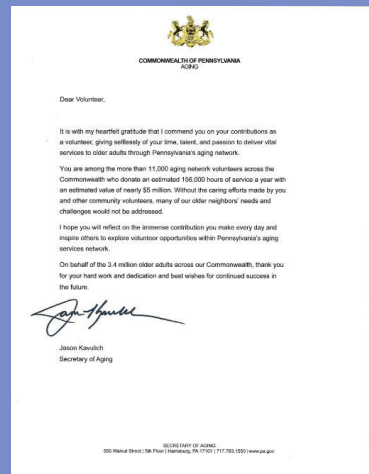 COMMONWEALTH OF PENNSYLVANIA
AGING
Dear Volunteer,
It is with my heartfelt gratitude that I commend you on your contributions as
a volunteer, giving selflessly of your time, talent, and passion to deliver vital
services to older adults through Pennsylvania's aging network.
You are among the more than 11,000 aging network volunteers across the
Commonwealth who donate an estimated 156,000 hours of service a year with
an estimated value of nearly $5 million. Without the caring efforts made by you
and other community volunteers, many of our older neighbors' needs and
challenges would not be addressed.
I hope you will reflect on the immense contribution you make every day and
inspire others to explore volunteer opportunities within Pennsylvania's aging
services network.
On behalf of the 3.4 million older adults across our Commonwealth, thank you
for your hard work and dedication and best wishes for continued success in
the future.
Jason Kavulich
Secretary of Aging
SECRETARY OF AGING
555 Walnut Street | 5th Floor | Harrisburg, PA 17101 | 717.783.1550 | www.pa.gov